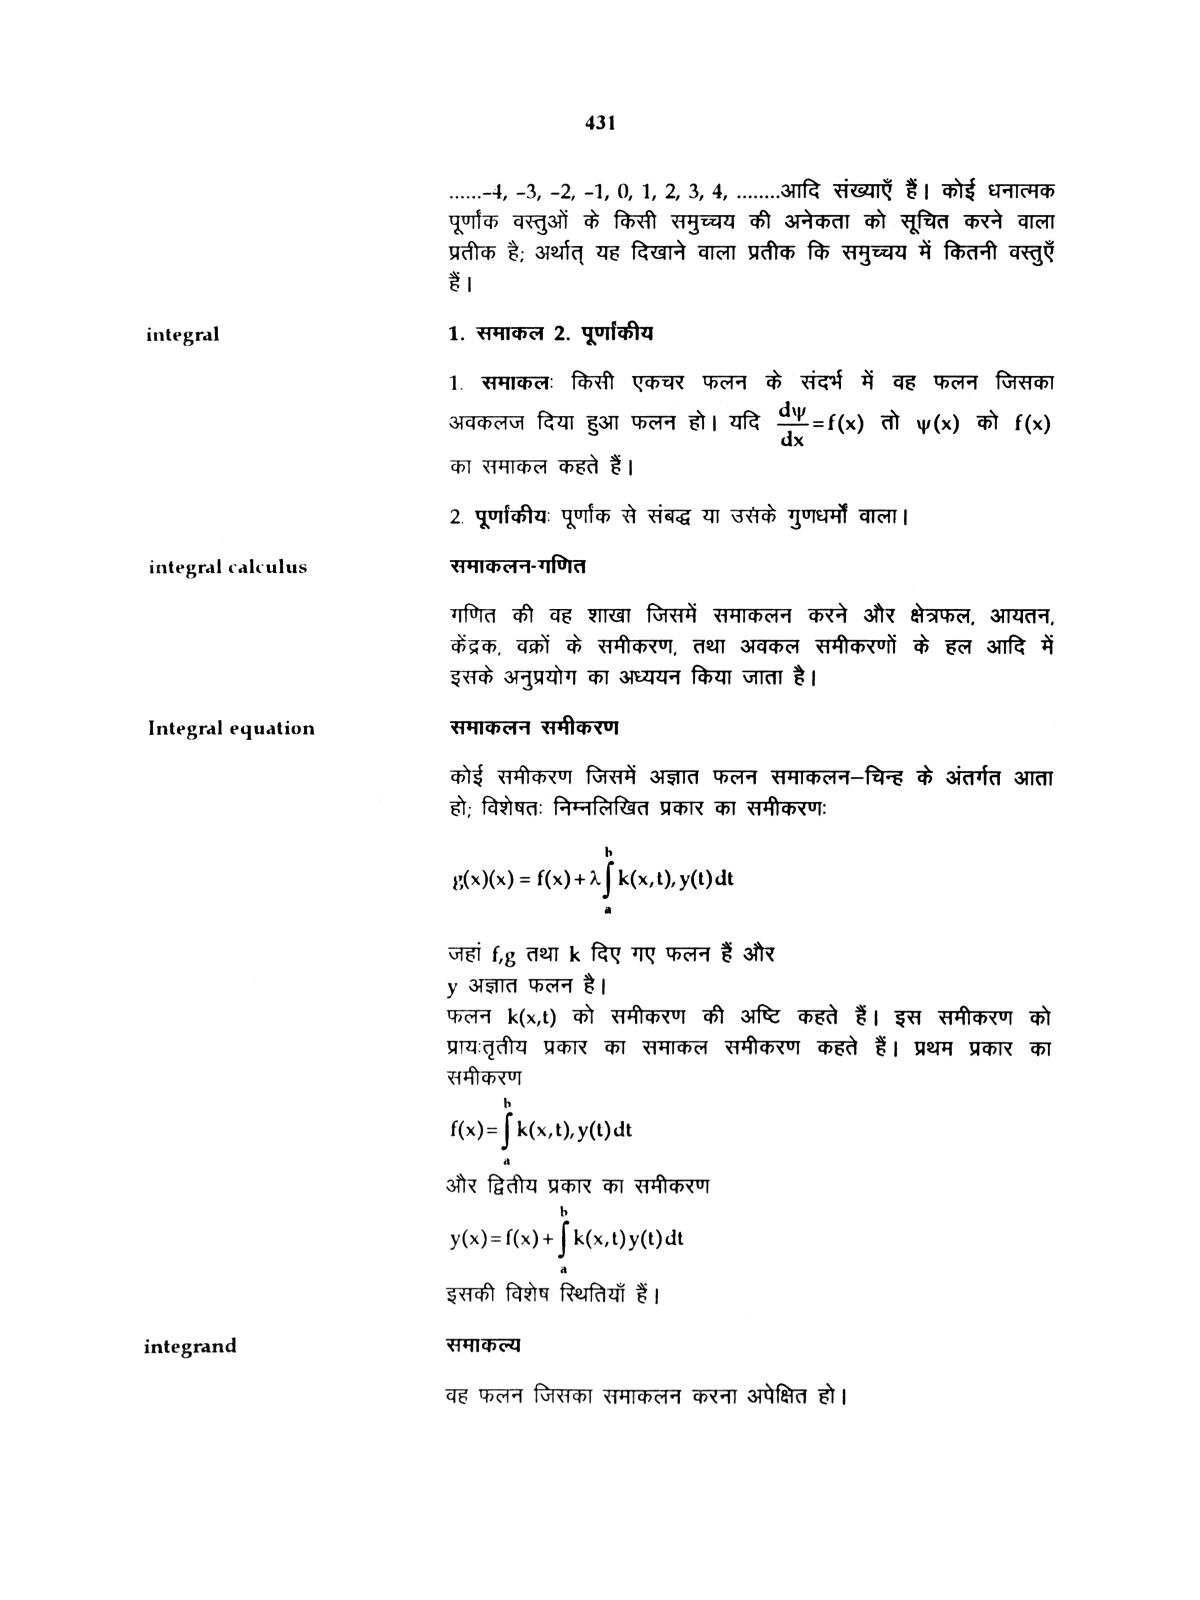 431
......-4, -3, -2, -1, 0, 1, 2, 3, 4, ........आदि संख्याएँ हैं। कोई धनात्मक
पूर्णांक वस्तुओं के किसी समुच्चय की अनेकता को सूचित करने वाला
प्रतीक है; अर्थात् यह दिखाने वाला प्रतीक कि समुच्चय में कितनी वस्तुएँ
हैं।
integral 1. समाकल 2. पूर्णांकीय
1. समाकल: किसी एकचर फलन के संदर्भ में वह फलन जिसका
अवकलज दिया हुआ फलन हो। यदि dψ/dx = f(x) तो ψ(x) को f(x)
का समाकल कहते हैं।
2. पूर्णांकीय: पूर्णांक से संबद्ध या उसके गुणधर्मों वाला।
integral calculus समाकलन-गणित
गणित की वह शाखा जिसमें समाकलन करने और क्षेत्रफल, आयतन,
केंद्रक, वक्रों के समीकरण, तथा अवकल समीकरणों के हल आदि में
इसके अनुप्रयोग का अध्ययन किया जाता है।
Integral equation समाकलन समीकरण
कोई समीकरण जिसमें अज्ञात फलन समाकलन–चिन्ह के अंतर्गत आता
हो; विशेषतः निम्नलिखित प्रकार का समीकरणः
g(x)(x) = f(x) + λ∫ₐᵇ k(x,t), y(t) dt
जहां f,g तथा k दिए गए फलन हैं और
y अज्ञात फलन है।
फलन k(x,t) को समीकरण की अष्टि कहते हैं। इस समीकरण को
प्रायःतृतीय प्रकार का समाकल समीकरण कहते हैं। प्रथम प्रकार का
समीकरण
f(x) = ∫ₐᵇ k(x,t), y(t) dt
और द्वितीय प्रकार का समीकरण
y(x) = f(x) + ∫ₐᵇ k(x,t) y(t) dt
इसकी विशेष स्थितियाँ हैं।
integrand समाकल्य
वह फलन जिसका समाकलन करना अपेक्षित हो।